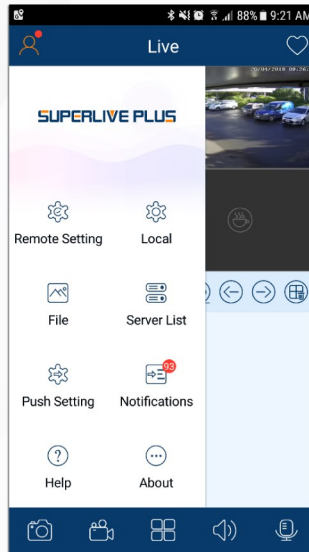 88% 9:21 AM
Live
SUPERLIVE PLUS
Remote Setting
Local
File
Server List
Push Setting
93
Notifications
Help
About